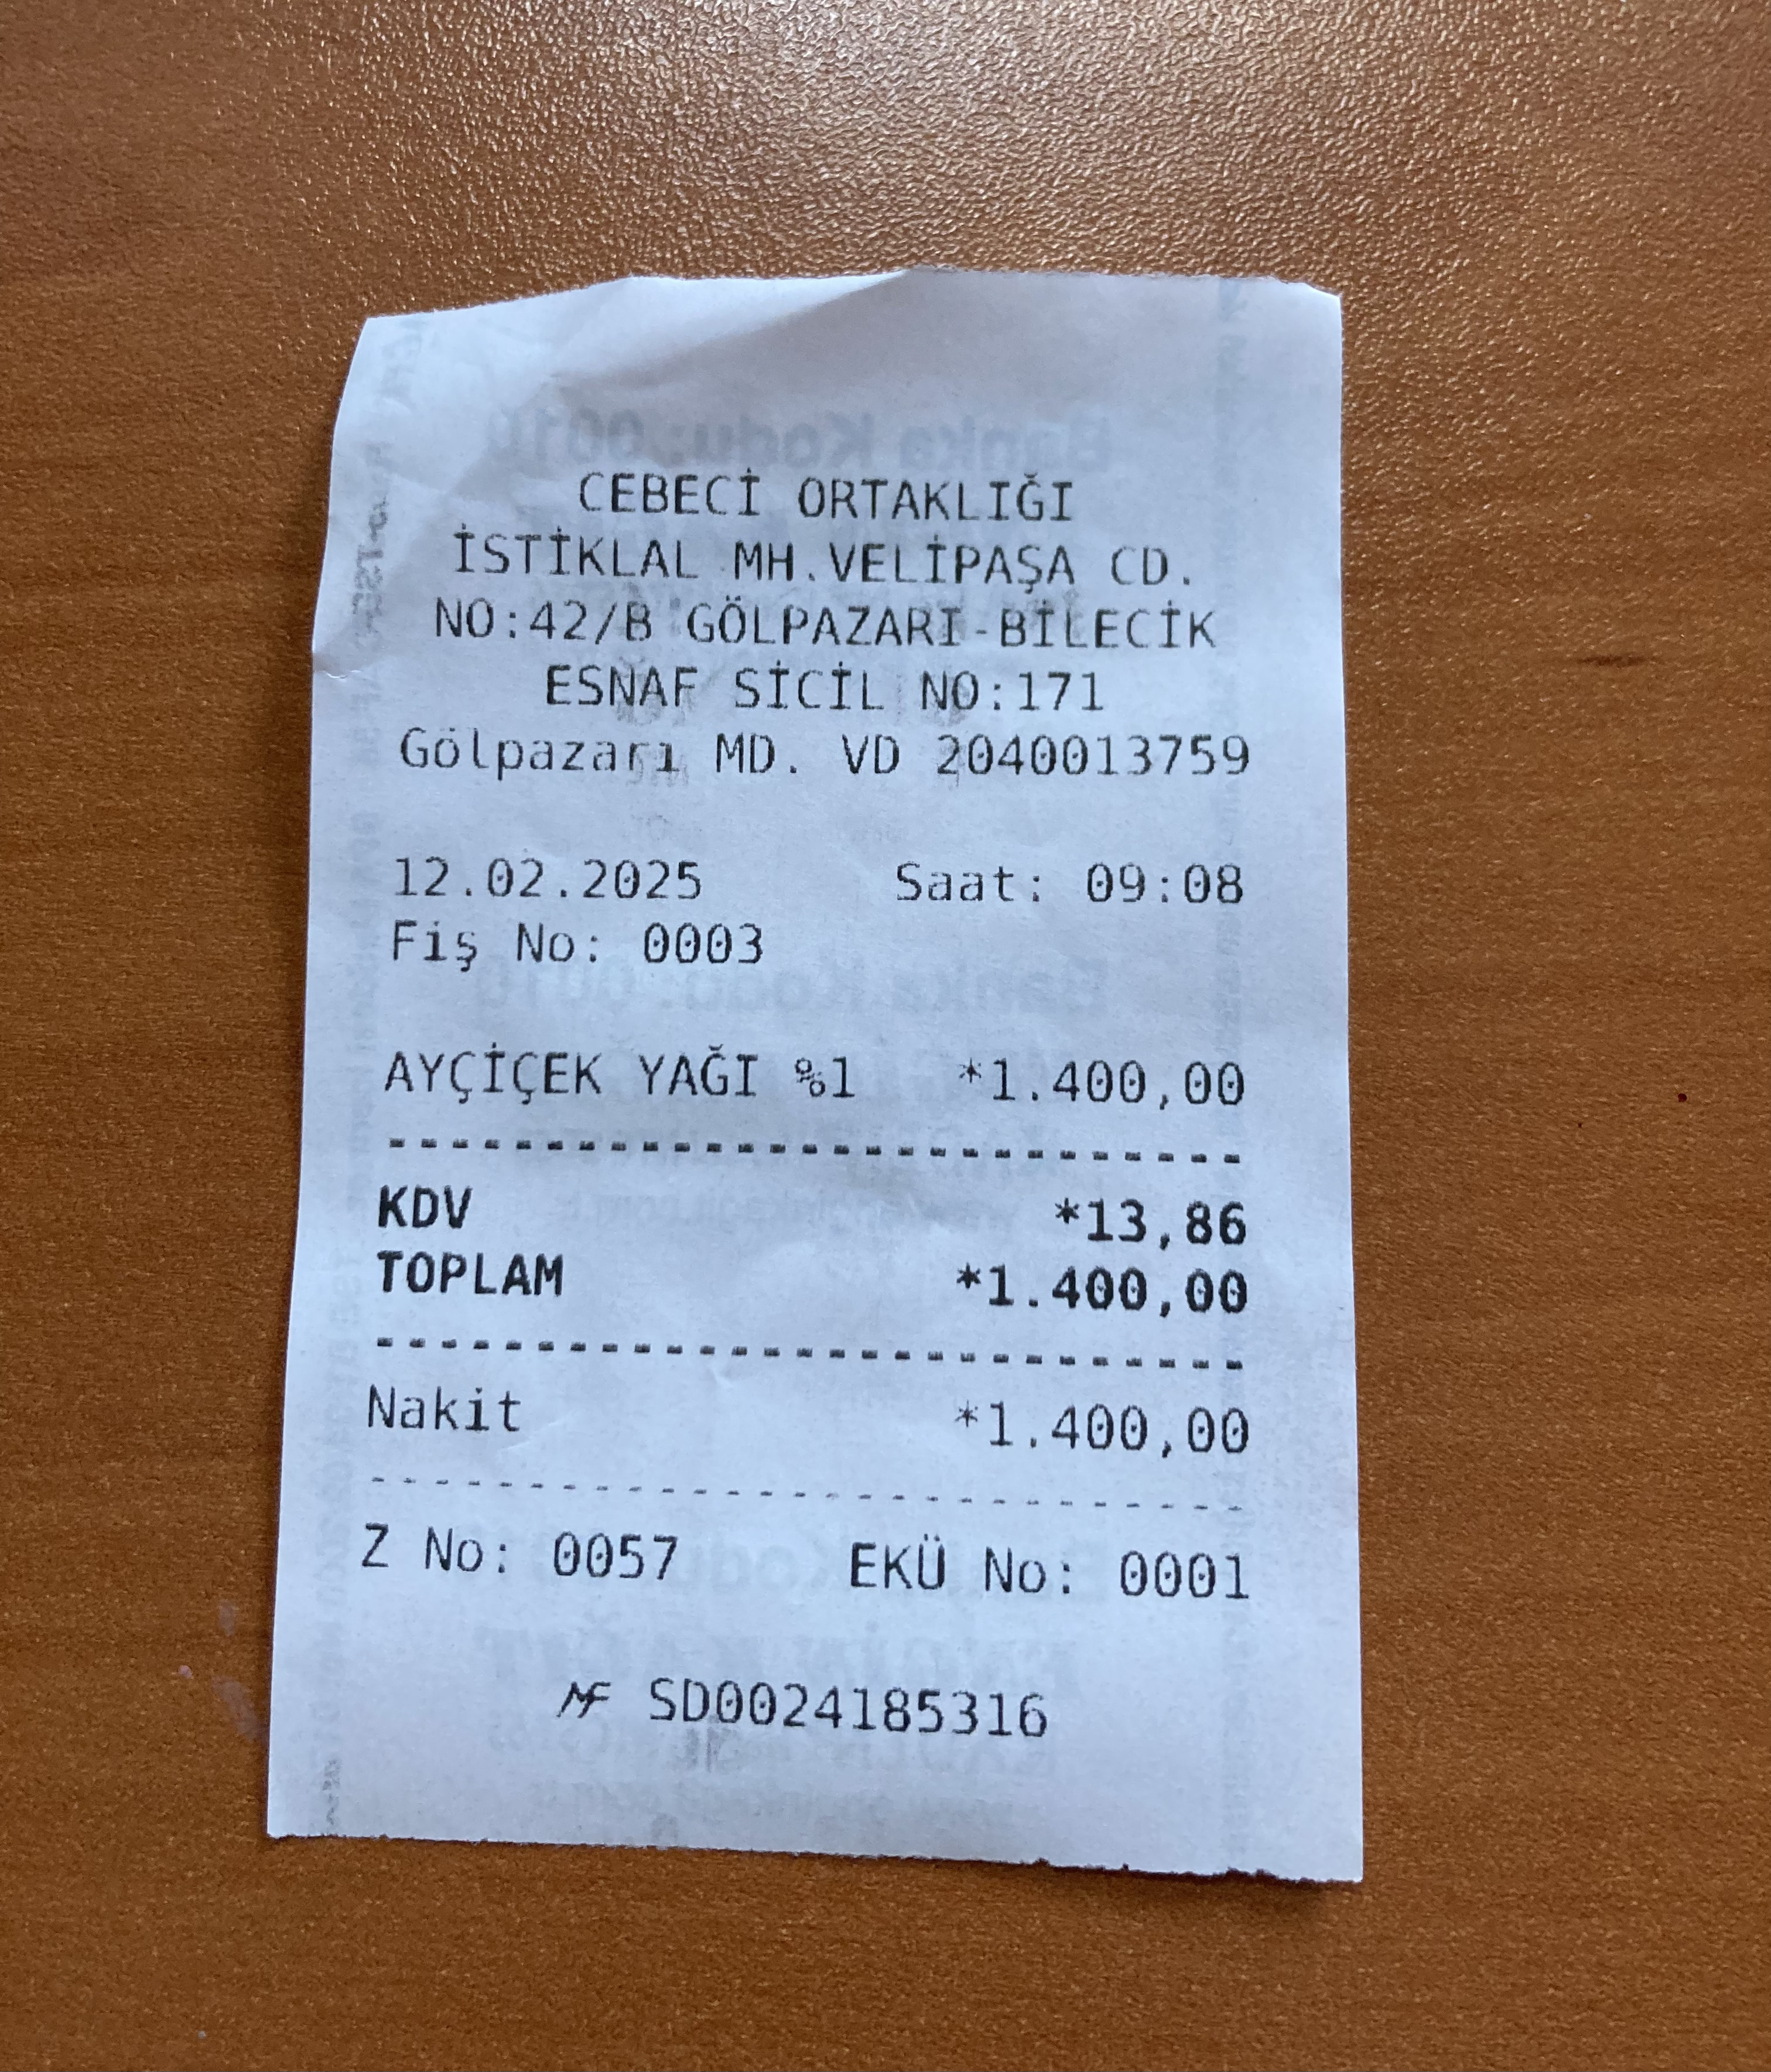 CEBECİ ORTAKLIĞI
İSTİKLAL MH.VELİPAŞA CD.
NO:42/B GÖLPAZARI-BİLECİK
ESNAF SİCİL NO:171
Gölpazarı MD. VD 2040013759
12.02.2025 Saat: 09:08
Fiş No: 0003
AYÇİÇEK YAĞI %1 *1.400,00
KDV *13,86
TOPLAM *1.400,00
Nakit *1.400,00
Z No: 0057 EKÜ No: 0001
MF SD0024185316